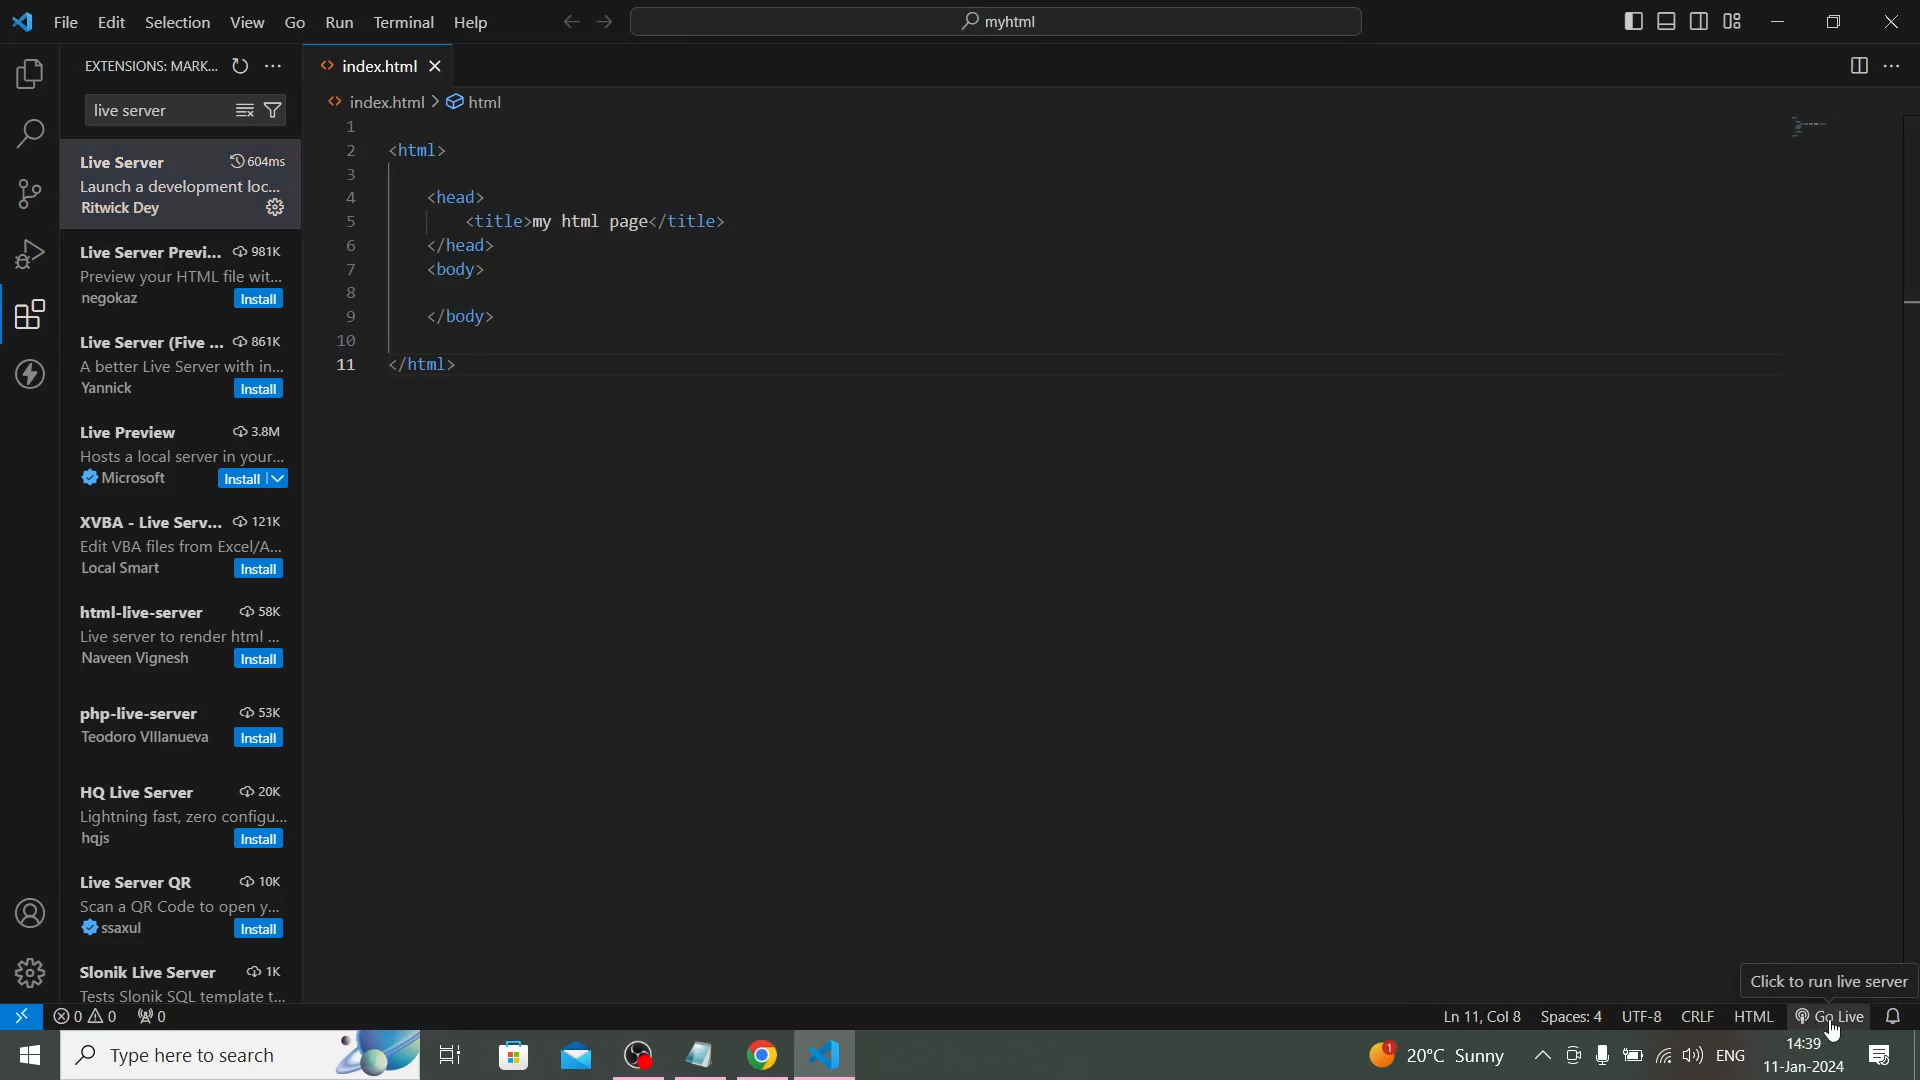 File Edit Selection View Go Run Terminal Help
myhtml
EXTENSIONS: MARK...
live server
Live Server 604ms
Launch a development loc...
Ritwick Dey
Live Server Previ... 981K
Preview your HTML file wit...
negokaz Install
Live Server (Five ... 861K
A better Live Server with in...
Yannick Install
Live Preview 3.8M
Hosts a local server in your...
Microsoft Install
XVBA - Live Serv... 121K
Edit VBA files from Excel/A...
Local Smart Install
html-live-server 58K
Live server to render html ...
Naveen Vignesh Install
php-live-server 53K
Teodoro VIllanueva Install
HQ Live Server 20K
Lightning fast, zero configu...
hqjs Install
Live Server QR 10K
Scan a QR Code to open y...
ssaxul Install
Slonik Live Server 1K
Tests Slonik SQL template t...
index.html
index.html > html
1
2 <html>
3
4 <head>
5 <title>my html page</title>
6 </head>
7 <body>
8
9 </body>
10
11 </html>
Click to run live server
0 0 0
Ln 11, Col 8 Spaces: 4 UTF-8 CRLF HTML Go Live
Type here to search
1 20°C Sunny ENG
14:39
11-Jan-2024